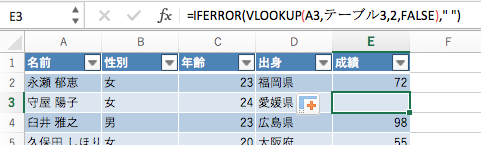 E3 fx =IFERROR(VLOOKUP(A3,テーブル3,2,FALSE)," ")
A B C D E F
1 名前 性別 年齢 出身 成績
2 永瀬 郁恵 女 23 福岡県 72
3 守屋 陽子 女 24 愛媛県
4 臼井 雅之 男 23 広島県 98
5 久保田 しほり 女 20 大阪府 55